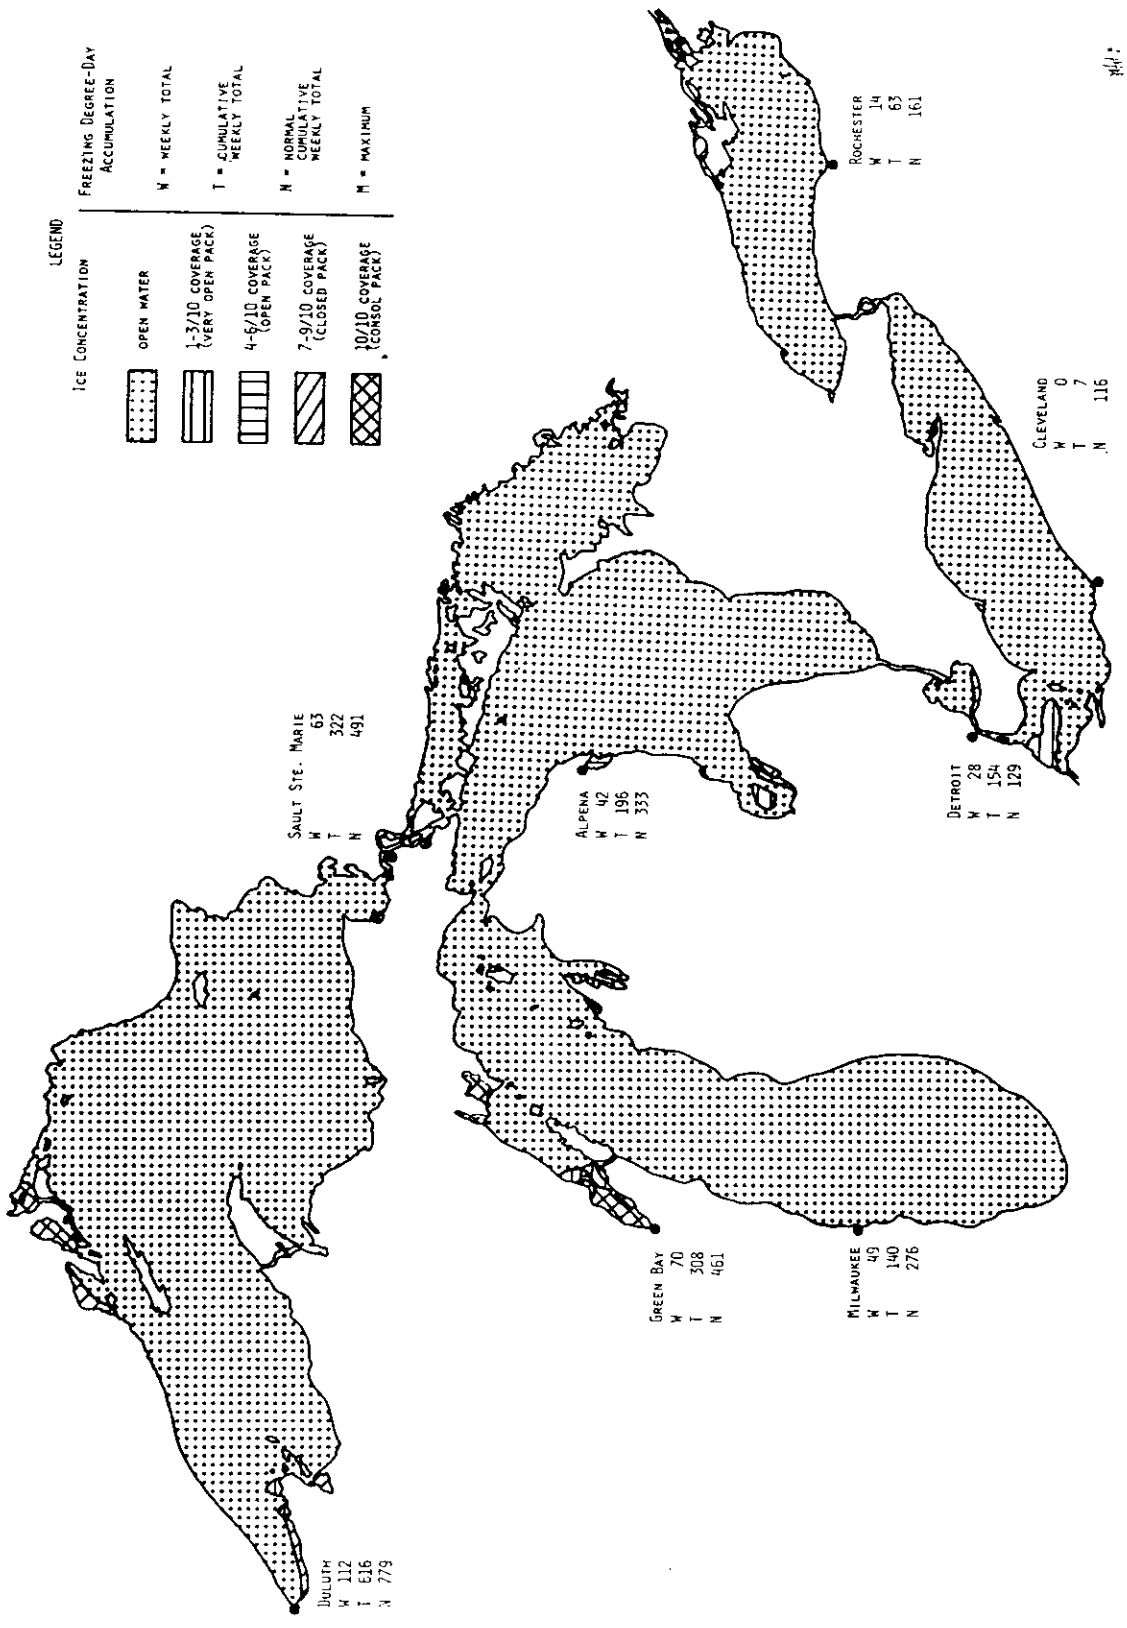 LEGEND
ICE CONCENTRATION
FREEZING DEGREE-DAY
ACCUMULATION
OPEN WATER
1-3/10 COVERAGE
(VERY OPEN PACK)
4-6/10 COVERAGE
(OPEN PACK)
7-9/10 COVERAGE
(CLOSED PACK)
10/10 COVERAGE
(CONSOL PACK)
W = WEEKLY TOTAL
T = CUMULATIVE
WEEKLY TOTAL
N = NORMAL
CUMULATIVE
WEEKLY TOTAL
M = MAXIMUM
DULUTH
W 112
T 616
N 779
SAULT STE. MARIE
W 63
T 322
N 491
GREEN BAY
W 70
T 308
N 461
MILWAUKEE
W 49
T 140
N 276
ALPENA
W 42
T 196
N 333
DETROIT
W 28
T 154
N 129
CLEVELAND
W 0
T 7
N 116
ROCHESTER
W 14
T 63
N 161